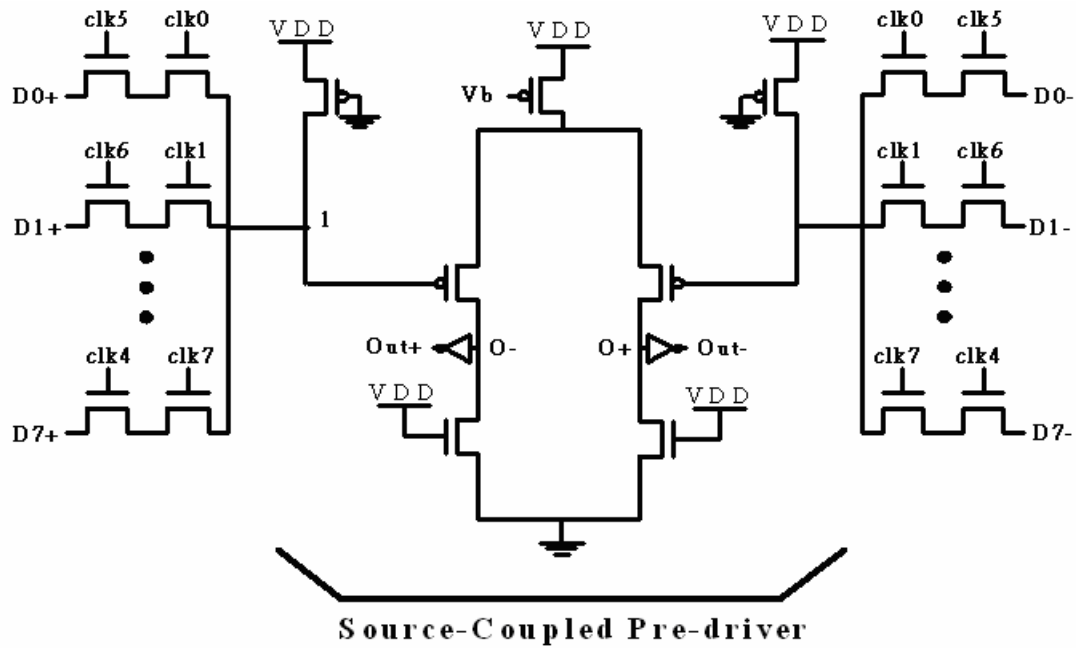 clk5 clk0 VDD VDD VDD clk0 clk5
D0+ Vb D0-
clk6 clk1 clk1 clk6
D1+ 1 D1-
clk4 clk7 Out+ O- O+ Out- clk7 clk4
VDD VDD
D7+ D7-
Source-Coupled Pre-driver